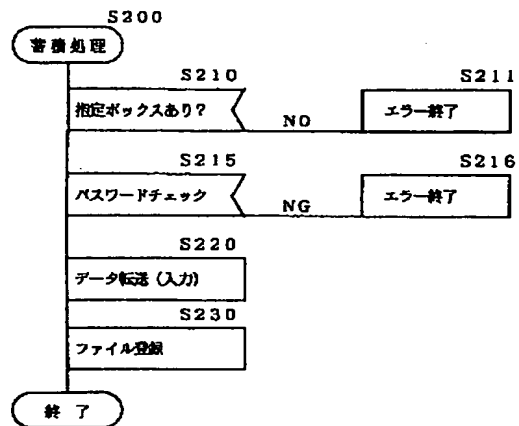 S200
蓄積処理
S210
S211
指定ボックスあり?
NO
エラー終了
S215
S216
パスワードチェック
NG
エラー終了
S220
データ転送(入力)
S230
ファイル登録
終了